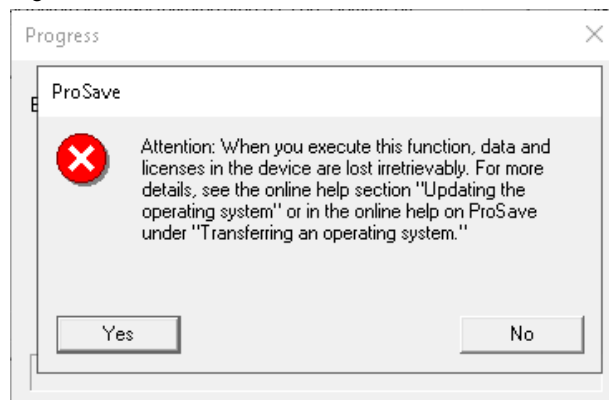 Progress
ProSave
Attention: When you execute this function, data and
licenses in the device are lost irretrievably. For more
details, see the online help section "Updating the
operating system" or in the online help on ProSave
under "Transferring an operating system."
Yes
No